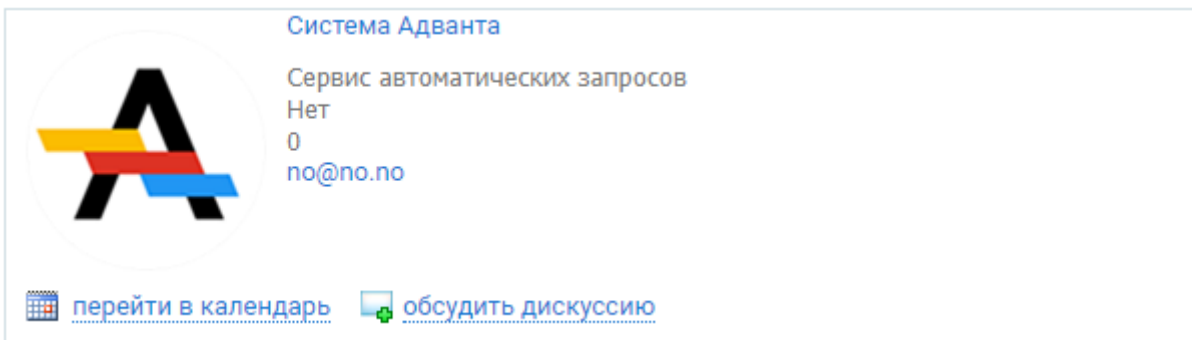 Система Адванта
Сервис автоматических запросов
Нет
0
no@no.no
перейти в календарь обсудить дискуссию